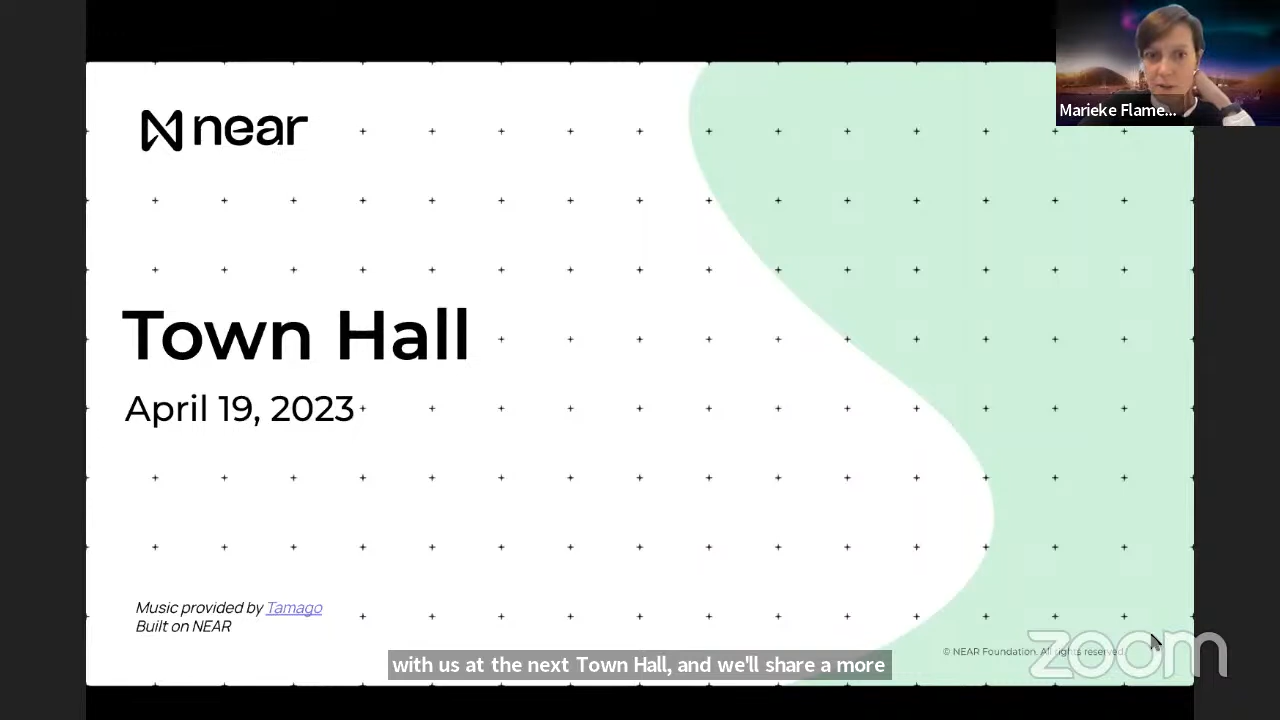 Marieke Flame...
near
Town Hall
April 19, 2023
Music provided by Tamago
Built on NEAR
with us at the next Town Hall, and we'll share a more
© NEAR Foundation. All rights reserved
zoom